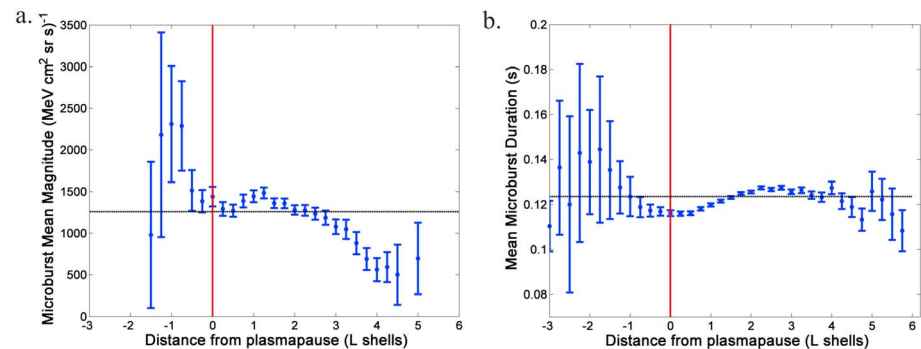 a.
Microburst Mean Magnitude (MeV cm² sr s)⁻¹
3500
3000
2500
2000
1500
1000
500
0
-3 -2 -1 0 1 2 3 4 5 6
Distance from plasmapause (L shells)
b.
Mean Microburst Duration (s)
0.2
0.18
0.16
0.14
0.12
0.1
0.08
-3 -2 -1 0 1 2 3 4 5 6
Distance from plasmapause (L shells)